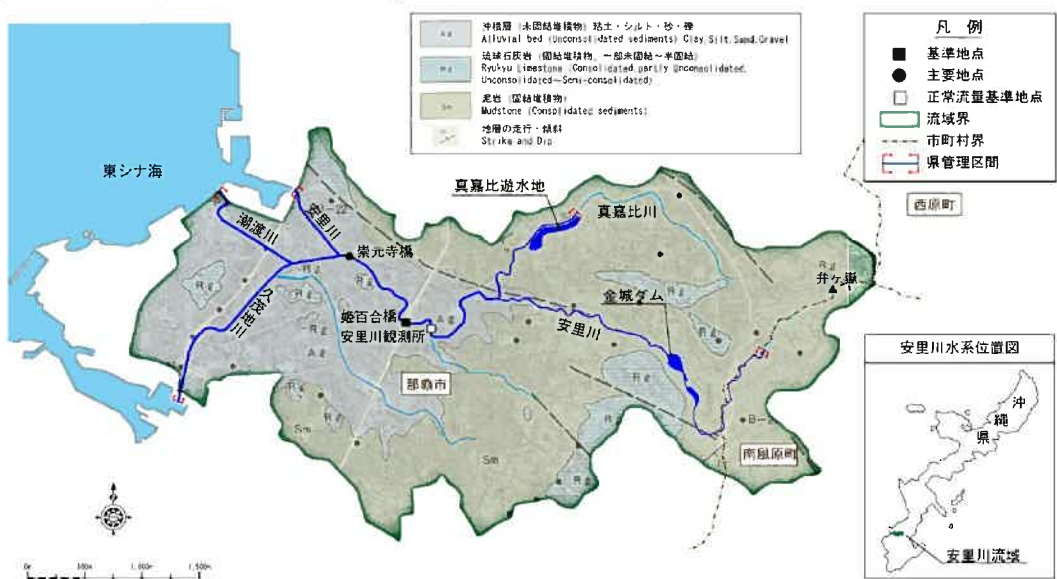 沖積層（未固結堆積物）粘土・シルト・砂・礫
Alluvial bed (Unconsolidated sediments) Clay, Silt, Sand, Gravel
琉球石灰岩（固結堆積物，一部未固結～半固結）
Ryukyu Limestone (Consolidated partly Unconsolidated,
Unconsolidated~Semi-consolidated)
Sm
泥岩（固結堆積物）
Mudstone (Consolidated sediments)
地層の走行・傾斜
Strike and Dip
凡 例
基準地点
主要地点
正常流量基準地点
流域界
市町村界
県管理区間
東シナ海
真嘉比遊水地
真嘉比川
西原町
潮渡川
安里川
崇元寺橋
弁ヶ嶽
金城ダム
久茂地川
姫百合橋
安里川観測所
安里川
那覇市
南風原町
Sm
Sm
安里川水系位置図
沖
縄
県
安里川流域
0m 500m 1,000m 1,500m